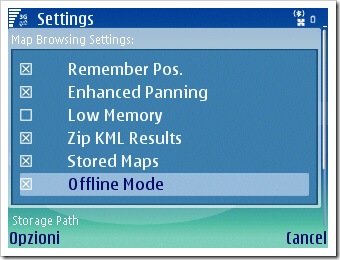 3G
Settings
Map Browsing Settings:
Remember Pos.
Enhanced Panning
Low Memory
Zip KML Results
Stored Maps
Offline Mode
Storage Path
Opzioni
Cancel